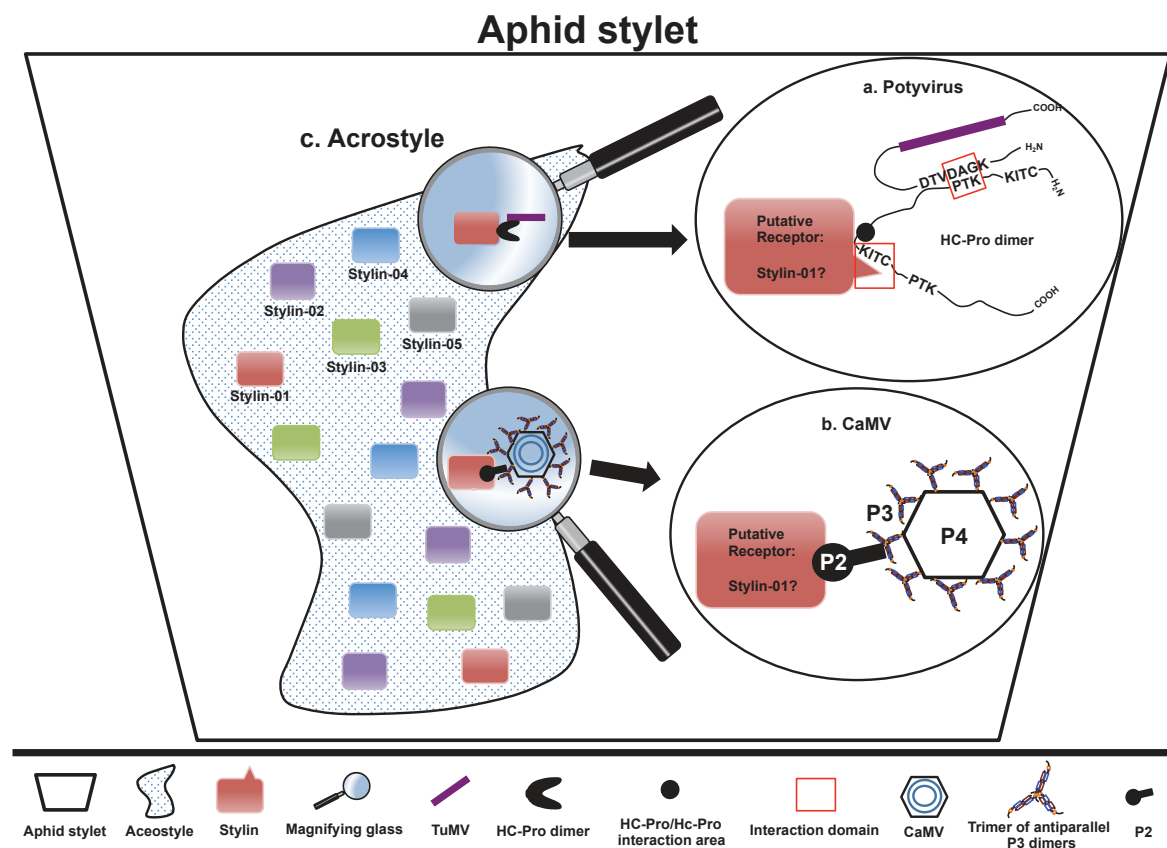 Aphid stylet
c. Acrostyle
Stylin-04
Stylin-02
Stylin-05
Stylin-03
Stylin-01
a. Potyvirus
COOH
H₂N
DTVDAGK
PTK
KITC
H₂N
Putative
Receptor:
Stylin-01?
HC-Pro dimer
KITC
PTK
COOH
b. CaMV
P3
P4
Putative
Receptor:
Stylin-01?
P2
Aphid stylet
Aceostyle
Stylin
Magnifying glass
TuMV
HC-Pro dimer
HC-Pro/Hc-Pro
interaction area
Interaction domain
CaMV
Trimer of antiparallel
P3 dimers
P2